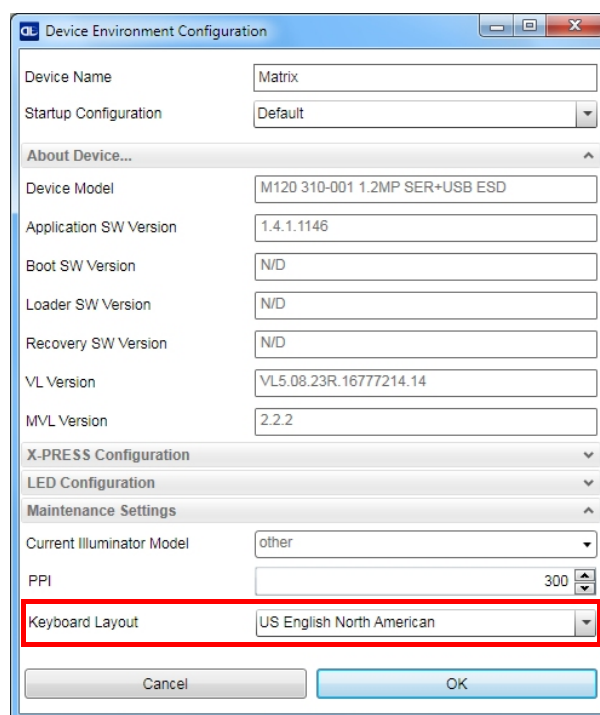 Device Environment Configuration
Device Name Matrix
Startup Configuration Default
About Device...
Device Model M120 310-001 1.2MP SER+USB ESD
Application SW Version 1.4.1.1146
Boot SW Version N/D
Loader SW Version N/D
Recovery SW Version N/D
VL Version VL5.08.23R.16777214.14
MVL Version 2.2.2
X-PRESS Configuration
LED Configuration
Maintenance Settings
Current Illuminator Model other
PPI 300
Keyboard Layout US English North American
Cancel OK